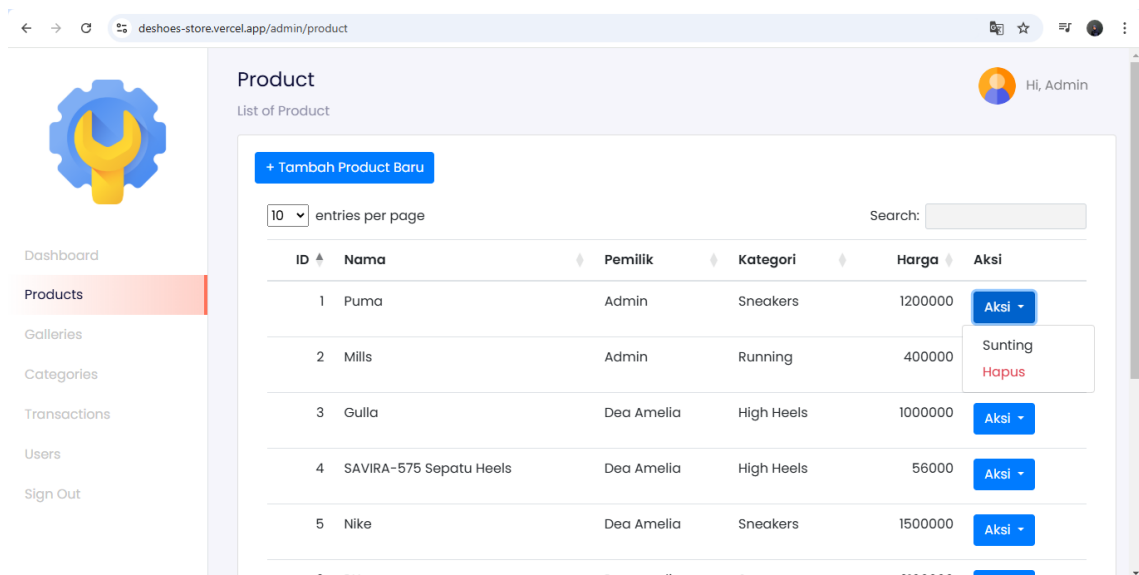 deshoes-store.vercel.app/admin/product
Product
Hi, Admin
List of Product
+ Tambah Product Baru
10 entries per page Search:
Dashboard
Products
Galleries
Categories
Transactions
Users
Sign Out
ID Nama Pemilik Kategori Harga Aksi
1 Puma Admin Sneakers 1200000 Aksi
Sunting
Hapus
2 Mills Admin Running 400000
3 Gulla Dea Amelia High Heels 1000000 Aksi
4 SAVIRA-575 Sepatu Heels Dea Amelia High Heels 56000 Aksi
5 Nike Dea Amelia Sneakers 1500000 Aksi